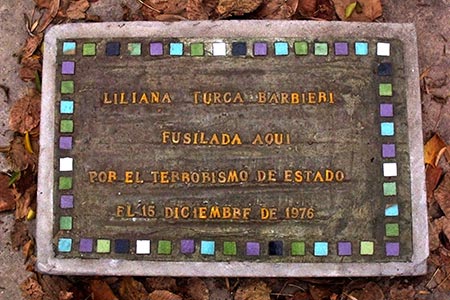 LILIANA TURCA BARBIERI
FUSILADA AQUI
POR EL TERRORISMO DE ESTADO
EL 15 DICIEMBRE DE 1976